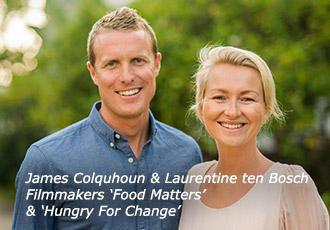 James Colquhoun & Laurentine ten Bosch
Filmmakers 'Food Matters'
& 'Hungry For Change'